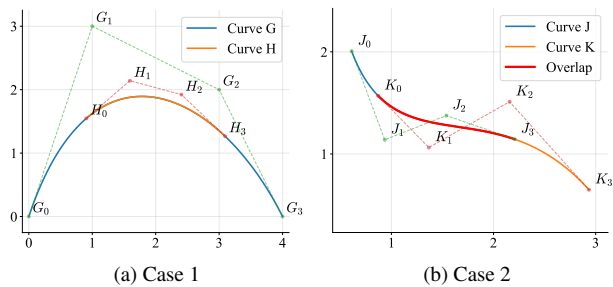 G₁
Curve G
Curve H
3
H₁
H₂
G₂
2
H₀
H₃
1
G₀
G₃
0
0 1 2 3 4
(a) Case 1
J₀
Curve J
Curve K
Overlap
2
K₀
K₂
J₂
J₁
K₁
J₃
1
K₃
1 2 3
(b) Case 2